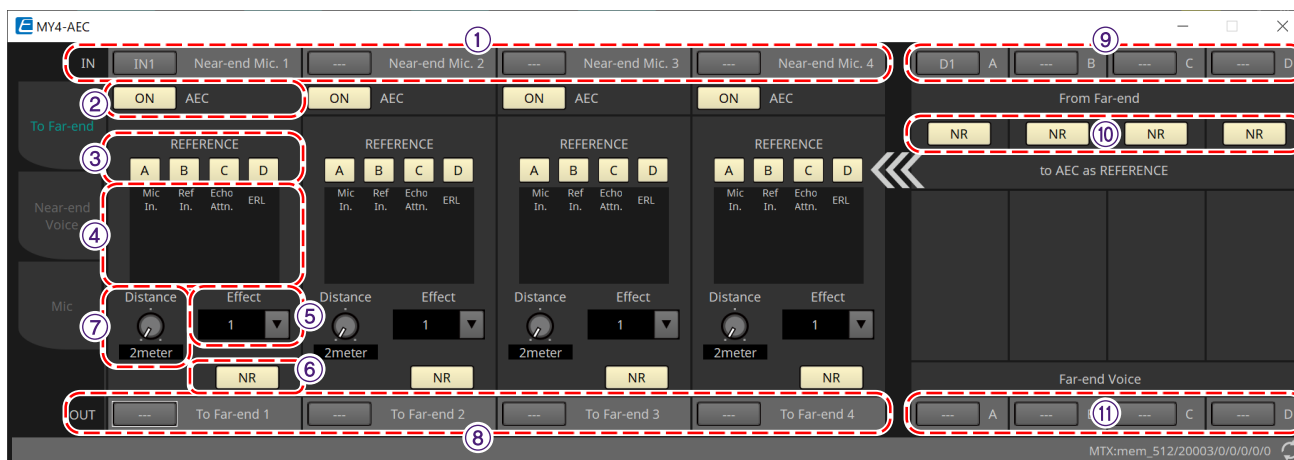 E MY4-AEC
① ⑨
IN IN1 Near-end Mic. 1 --- Near-end Mic. 2 --- Near-end Mic. 3 --- Near-end Mic. 4 D1 A --- B --- C --- D
② ON AEC ON AEC ON AEC ON AEC From Far-end
To Far-end
NR NR ⑩ NR NR
③ REFERENCE REFERENCE REFERENCE REFERENCE
A B C D A B C D A B C D A B C D to AEC as REFERENCE
Mic In. Ref In. Echo Attn. ERL Mic In. Ref In. Echo Attn. ERL Mic In. Ref In. Echo Attn. ERL Mic In. Ref In. Echo Attn. ERL
Near-end
Voice
④
Mic
Distance Effect Distance Effect Distance Effect Distance Effect
⑦ 1 ⑤ 1 1 1
2meter 2meter 2meter 2meter
NR ⑥ NR NR NR Far-end Voice
OUT --- To Far-end 1 --- To Far-end 2 --- To Far-end 3 --- To Far-end 4 --- A --- B ⑪ --- C --- D
⑧
MTX:mem_512/20003/0/0/0/0/0